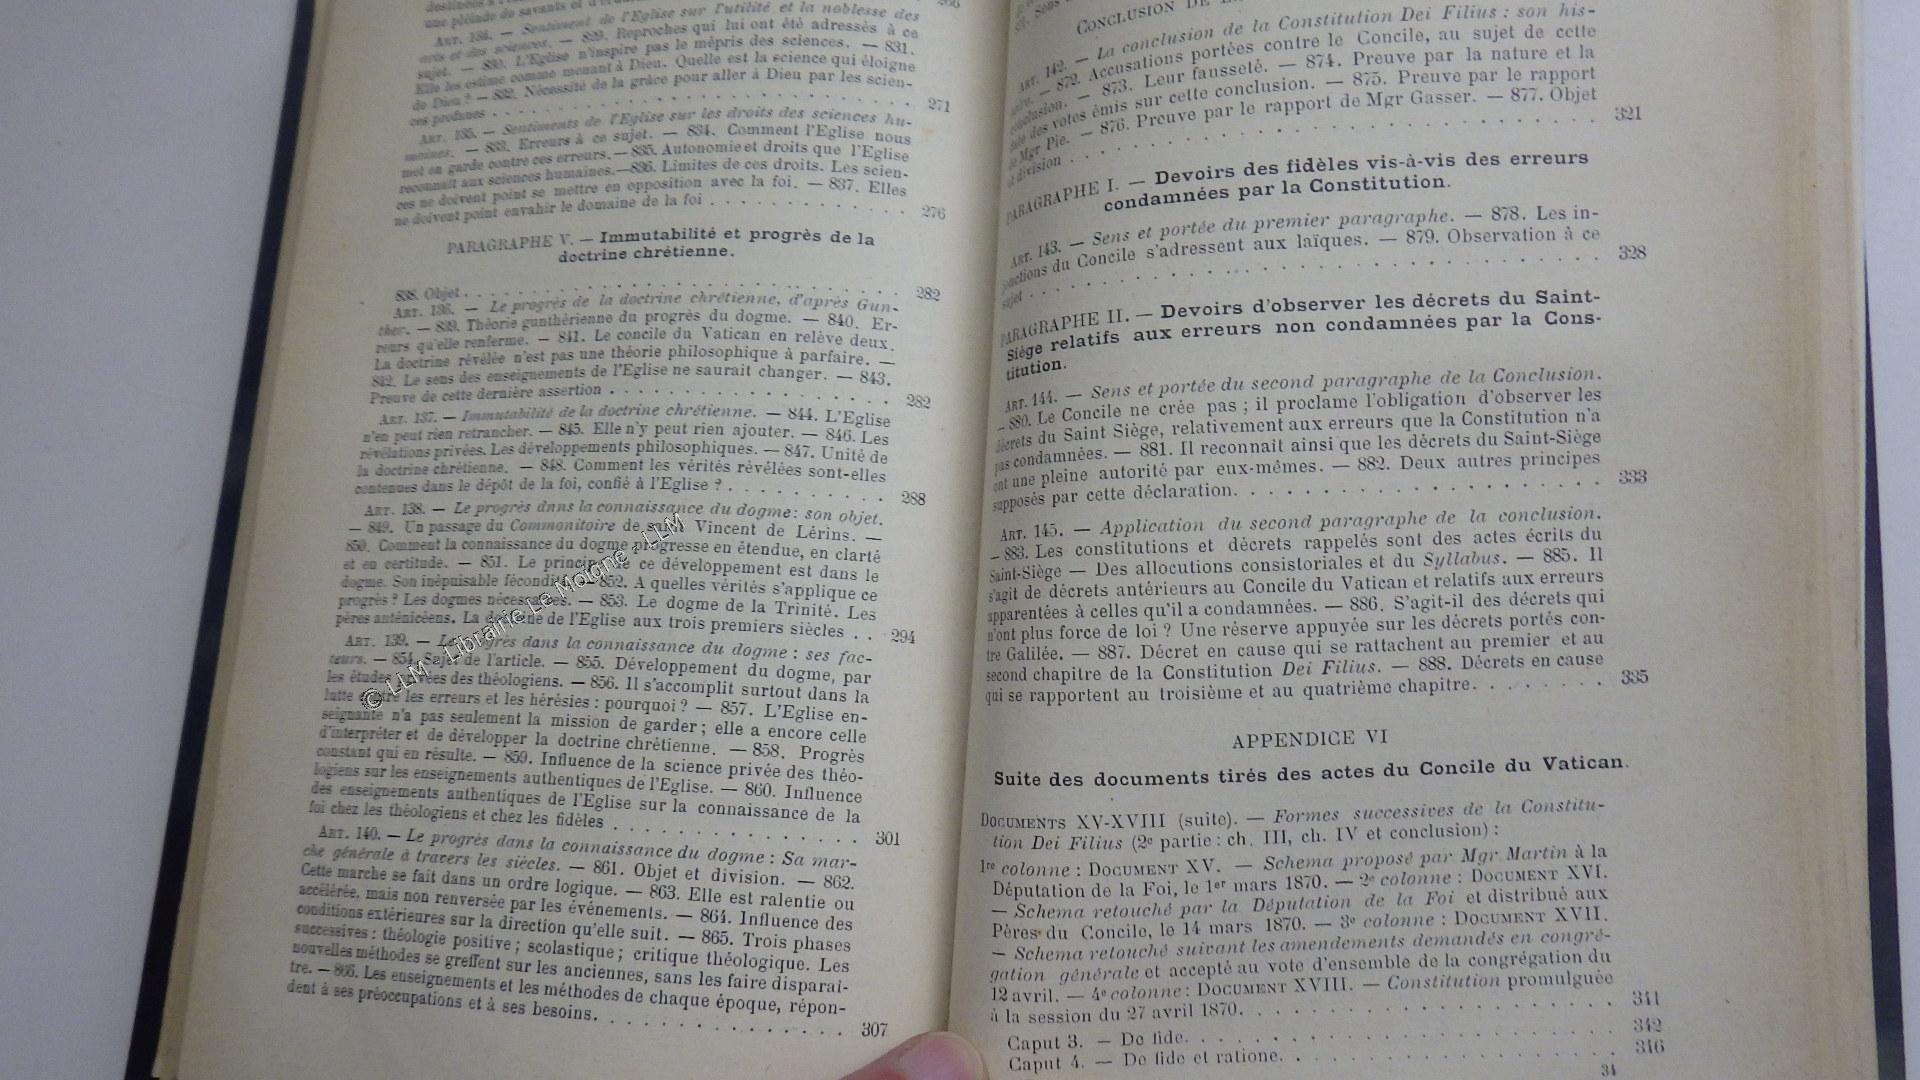 une pléiade de savants et d'
ART. 134. — Sentiment de l'Eglise sur l'utilité et la noblesse des
arts et des sciences. — 829. Reproches qui lui ont été adressés à ce
sujet. — 830. L'Eglise n'inspire pas le mépris des sciences. — 831.
Elle les estime comme menant à Dieu. Quelle est la science qui éloigne
de Dieu ? — 832. Nécessité de la grâce pour aller à Dieu par les scien-
ces profanes . . . . . . . . . . . . . . . . 271
ART. 135. — Sentiments de l'Eglise sur les droits des sciences hu-
maines. — 833. Erreurs à ce sujet. — 834. Comment l'Eglise nous
met en garde contre ces erreurs. — 835. Autonomie et droits que l'Eglise
reconnaît aux sciences humaines. — 836. Limites de ces droits. Les scien-
ces ne doivent point se mettre en opposition avec la foi. — 837. Elles
ne doivent point envahir le domaine de la foi . . . . . . . . . . . 276
PARAGRAPHE V. — Immutabilité et progrès de la
doctrine chrétienne.
838. Objet . . . . . . . . . . . . . . . . 282
ART. 136. — Le progrès de la doctrine chrétienne, d'après Gun-
ther. — 839. Théorie gunthérienne du progrès du dogme. — 840. Er-
reurs qu'elle renferme. — 841. Le concile du Vatican en relève deux.
La doctrine révélée n'est pas une théorie philosophique à parfaire. —
842. Le sens des enseignements de l'Eglise ne saurait changer. — 843.
Preuve de cette dernière assertion . . . . . . . . . . . . . . 282
ART. 137. — Immutabilité de la doctrine chrétienne. — 844. L'Eglise
n'en peut rien retrancher. — 845. Elle n'y peut rien ajouter. — 846. Les
révélations privées. Les développements philosophiques. — 847. Unité de
la doctrine chrétienne. — 848. Comment les vérités révélées sont-elles
contenues dans le dépôt de la foi, confié à l'Eglise ? . . . . . . . . . 288
ART. 138. — Le progrès dans la connaissance du dogme : son objet.
— 849. Un passage du Commonitoire de saint Vincent de Lérins. —
850. Comment la connaissance du dogme progresse en étendue, en clarté
et en certitude. — 851. Le principe de ce développement est dans le
dogme. Son inépuisable fécondité. — 852. A quelles vérités s'applique ce
progrès ? Les dogmes nécessaires. — 853. Le dogme de la Trinité. Les
pères anténicéens. La doctrine de l'Eglise aux trois premiers siècles . . 294
ART. 139. — Le progrès dans la connaissance du dogme : ses fac-
teurs. — 854. Sujet de l'article. — 855. Développement du dogme, par
les études privées des théologiens. — 856. Il s'accomplit surtout dans la
lutte contre les erreurs et les hérésies : pourquoi ? — 857. L'Eglise en-
seignante n'a pas seulement la mission de garder ; elle a encore celle
d'interpréter et de développer la doctrine chrétienne. — 858. Progrès
constant qui en résulte. — 859. Influence de la science privée des théo-
logiens sur les enseignements authentiques de l'Eglise. — 860. Influence
des enseignements authentiques de l'Eglise sur la connaissance de la
foi chez les théologiens et chez les fidèles . . . . . . . . . . . . . 301
ART. 140. — Le progrès dans la connaissance du dogme : Sa mar-
che générale à travers les siècles. — 861. Objet et division. — 862.
Cette marche se fait dans un ordre logique. — 863. Elle est ralentie ou
accélérée, mais non renversée par les événements. — 864. Influence des
conditions extérieures sur la direction qu'elle suit. — 865. Trois phases
successives : théologie positive ; scolastique ; critique théologique. Les
nouvelles méthodes se greffent sur les anciennes, sans les faire disparaî-
tre. — 866. Les enseignements et les méthodes de chaque époque, répon-
dent à ses préoccupations et à ses besoins. . . . . . . . . . . . . . 307
© LLM - Librairie Le Moigne - LLM
CONCLUSION DE
ART. 142. — La conclusion de la Constitution Dei Filius : son his-
toire. — 872. Accusations portées contre le Concile, au sujet de cette
conclusion. — 873. Leur fausseté. — 874. Preuve par la nature et la
suite des votes émis sur cette conclusion. — 875. Preuve par le rapport
de Mgr Pie. — 876. Preuve par le rapport de Mgr Gasser. — 877. Objet
et division . . . . . . . . . . . . . . . . . . . 321
PARAGRAPHE I. — Devoirs des fidèles vis-à-vis des erreurs
condamnées par la Constitution.
ART. 143. — Sens et portée du premier paragraphe. — 878. Les in-
jonctions du Concile s'adressent aux laïques. — 879. Observation à ce
sujet . . . . . . . . . . . . . . . . . . . 328
PARAGRAPHE II. — Devoirs d'observer les décrets du Saint-
Siège relatifs aux erreurs non condamnées par la Cons-
titution.
ART. 144. — Sens et portée du second paragraphe de la Conclusion.
— 880. Le Concile ne crée pas ; il proclame l'obligation d'observer les
décrets du Saint Siège, relativement aux erreurs que la Constitution n'a
pas condamnées. — 881. Il reconnait ainsi que les décrets du Saint-Siège
ont une pleine autorité par eux-mêmes. — 882. Deux autres principes
supposés par cette déclaration. . . . . . . . . . . . . . . . 333
ART. 145. — Application du second paragraphe de la conclusion.
— 883. Les constitutions et décrets rappelés sont des actes écrits du
Saint-Siège — Des allocutions consistoriales et du Syllabus. — 885. Il
s'agit de décrets antérieurs au Concile du Vatican et relatifs aux erreurs
apparentées à celles qu'il a condamnées. — 886. S'agit-il des décrets qui
n'ont plus force de loi ? Une réserve appuyée sur les décrets portés con-
tre Galilée. — 887. Décret en cause qui se rattachent au premier et au
second chapitre de la Constitution Dei Filius. — 888. Décrets en cause
qui se rapportent au troisième et au quatrième chapitre. . . . . . . . 335
APPENDICE VI
Suite des documents tirés des actes du Concile du Vatican.
DOCUMENTS XV-XVIII (suite). — Formes successives de la Constitu-
tion Dei Filius (2e partie : ch. III, ch. IV et conclusion) :
1re colonne : DOCUMENT XV. — Schema proposé par Mgr Martin à la
Députation de la Foi, le 1er mars 1870. — 2e colonne : DOCUMENT XVI.
— Schema retouché par la Députation de la Foi et distribué aux
Pères du Concile, le 14 mars 1870. — 3e colonne : DOCUMENT XVII.
— Schema retouché suivant les amendements demandés en congré-
gation générale et accepté au vote d'ensemble de la congrégation du
12 avril. — 4e colonne : DOCUMENT XVIII. — Constitution promulguée
à la session du 27 avril 1870. . . . . . . . . . . . . . . . 341
Caput 3. — De fide. . . . . . . . . . . . . . . . . 342
Caput 4. — De fide et ratione. . . . . . . . . . . . . . 346
34